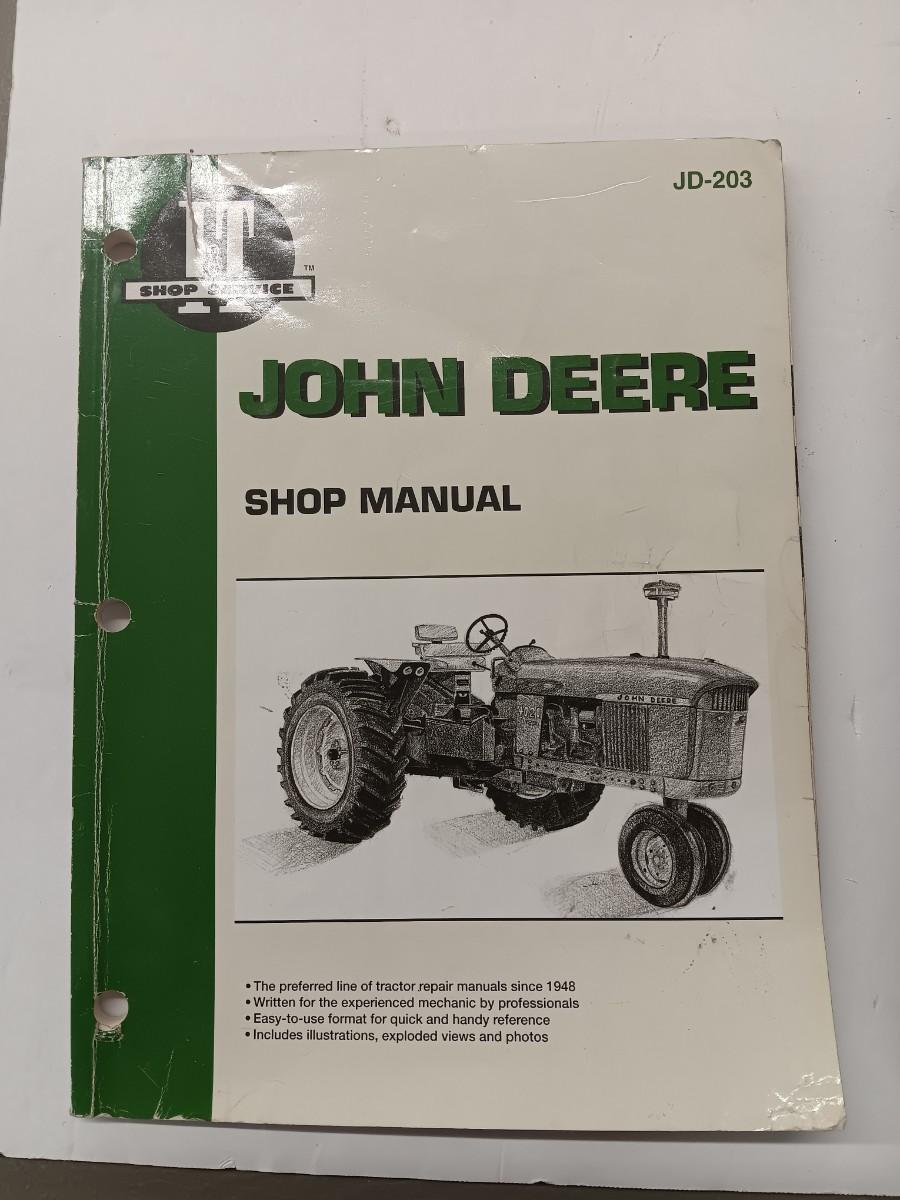 JD-203
IT
TM
SHOP SERVICE
JOHN DEERE
SHOP MANUAL
JOHN DEERE
•The preferred line of tractor repair manuals since 1948
•Written for the experienced mechanic by professionals
•Easy-to-use format for quick and handy reference
•Includes illustrations, exploded views and photos